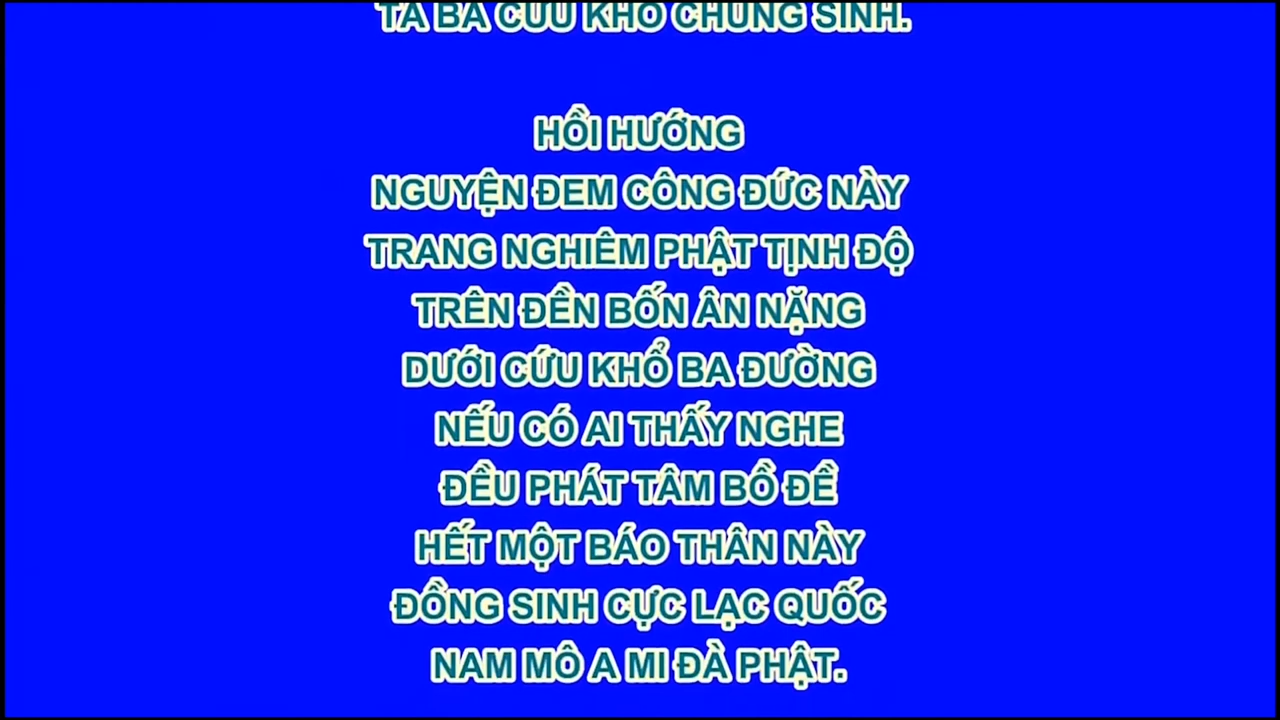 TA BA CỨU KHỔ CHÚNG SINH.
HỒI HƯỚNG
NGUYỆN ĐEM CÔNG ĐỨC NÀY
TRANG NGHIÊM PHẬT TỊNH ĐỘ
TRÊN ĐỀN BỐN ÂN NẶNG
DƯỚI CỨU KHỔ BA ĐƯỜNG
NẾU CÓ AI THẤY NGHE
ĐỀU PHÁT TÂM BỒ ĐỀ
HẾT MỘT BÁO THÂN NÀY
ĐỒNG SINH CỰC LẠC QUỐC
NAM MÔ A MI ĐÀ PHẬT.